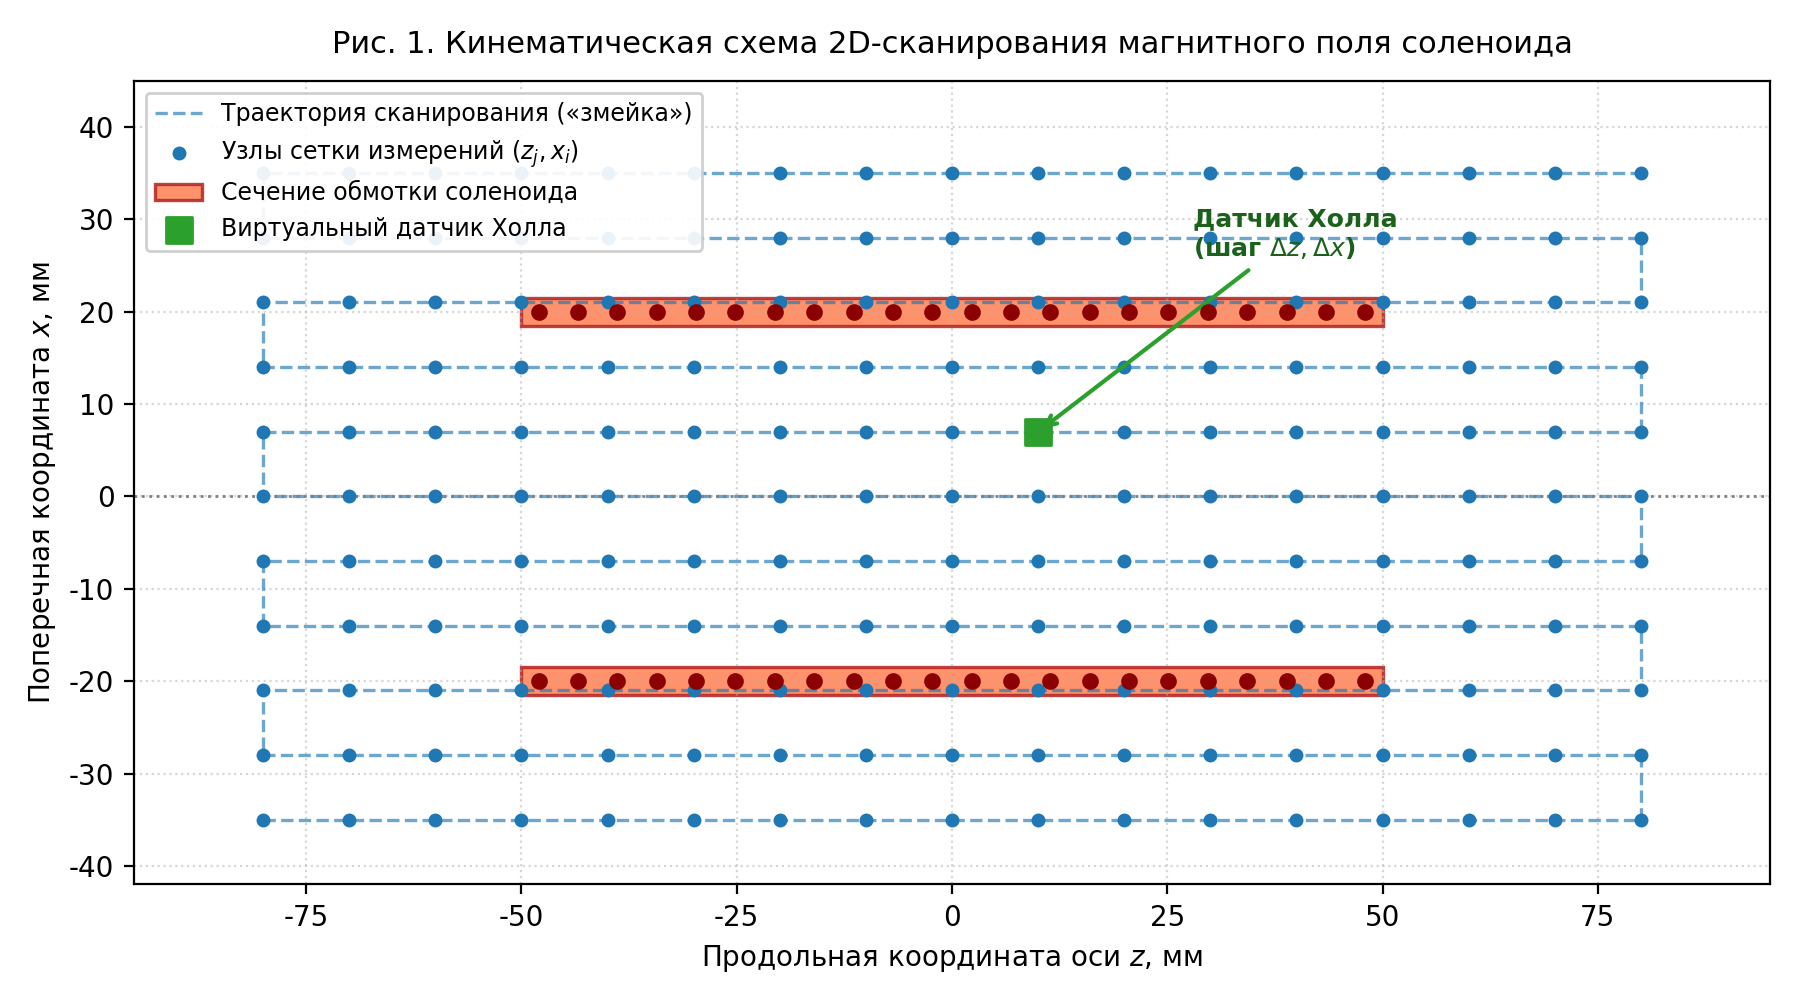 Рис. 1. Кинематическая схема 2D-сканирования магнитного поля соленоида
Траектория сканирования («змейка»)
Узлы сетки измерений (z_j, x_i)
Сечение обмотки соленоида
Виртуальный датчик Холла
Датчик Холла
(шаг Δz, Δx)
Поперечная координата x, мм
40
30
20
10
0
-10
-20
-30
-40
-75
-50
-25
0
25
50
75
Продольная координата оси z, мм